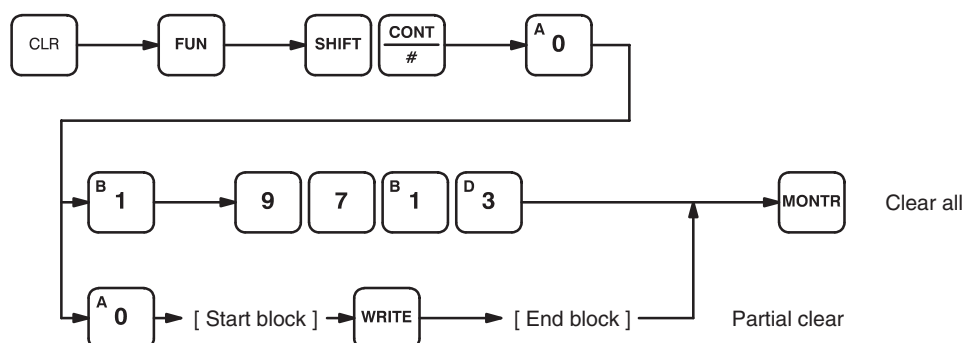 CLR FUN SHIFT CONT # A 0
B 1 9 7 B 1 D 3 MONTR Clear all
A 0 [ Start block ] WRITE [ End block ] Partial clear